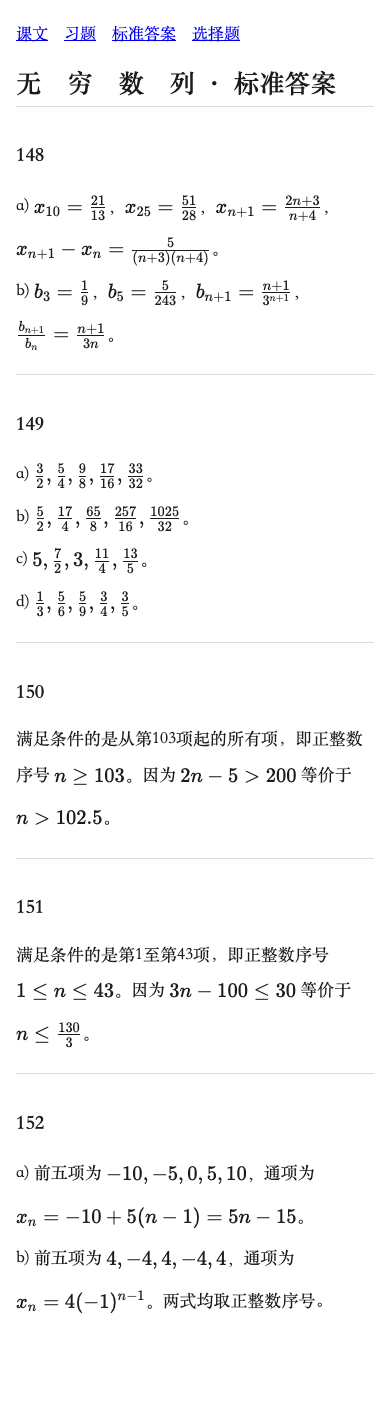 课文 习题 标准答案 选择题
无 穷 数 列 · 标准答案
148
a) x₁₀ = 21/13, x₂₅ = 51/28, xₙ₊₁ = (2n+3)/(n+4),
xₙ₊₁ − xₙ = 5/((n+3)(n+4))。
b) b₃ = 1/9, b₅ = 5/243, bₙ₊₁ = (n+1)/3ⁿ⁺¹,
bₙ₊₁/bₙ = (n+1)/(3n)。
149
a) 3/2, 5/4, 9/8, 17/16, 33/32。
b) 5/2, 17/4, 65/8, 257/16, 1025/32。
c) 5, 7/2, 3, 11/4, 13/5。
d) 1/3, 5/6, 5/9, 3/4, 3/5。
150
满足条件的是从第103项起的所有项，即正整数
序号 n ≥ 103。因为 2n − 5 > 200 等价于
n > 102.5。
151
满足条件的是第1至第43项，即正整数序号
1 ≤ n ≤ 43。因为 3n − 100 ≤ 30 等价于
n ≤ 130/3。
152
a) 前五项为 −10, −5, 0, 5, 10，通项为
xₙ = −10 + 5(n − 1) = 5n − 15。
b) 前五项为 4, −4, 4, −4, 4，通项为
xₙ = 4(−1)ⁿ⁻¹。两式均取正整数序号。